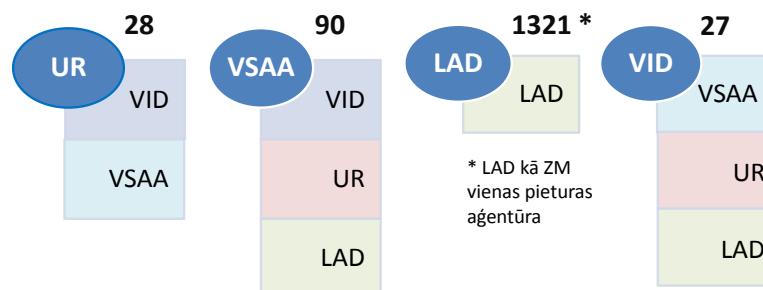 28
UR
VID
VSAA
90
VSAA
VID
UR
LAD
1321 *
LAD
LAD
* LAD kā ZM
vienas pieturas
aģentūra
27
VID
VSAA
UR
LAD